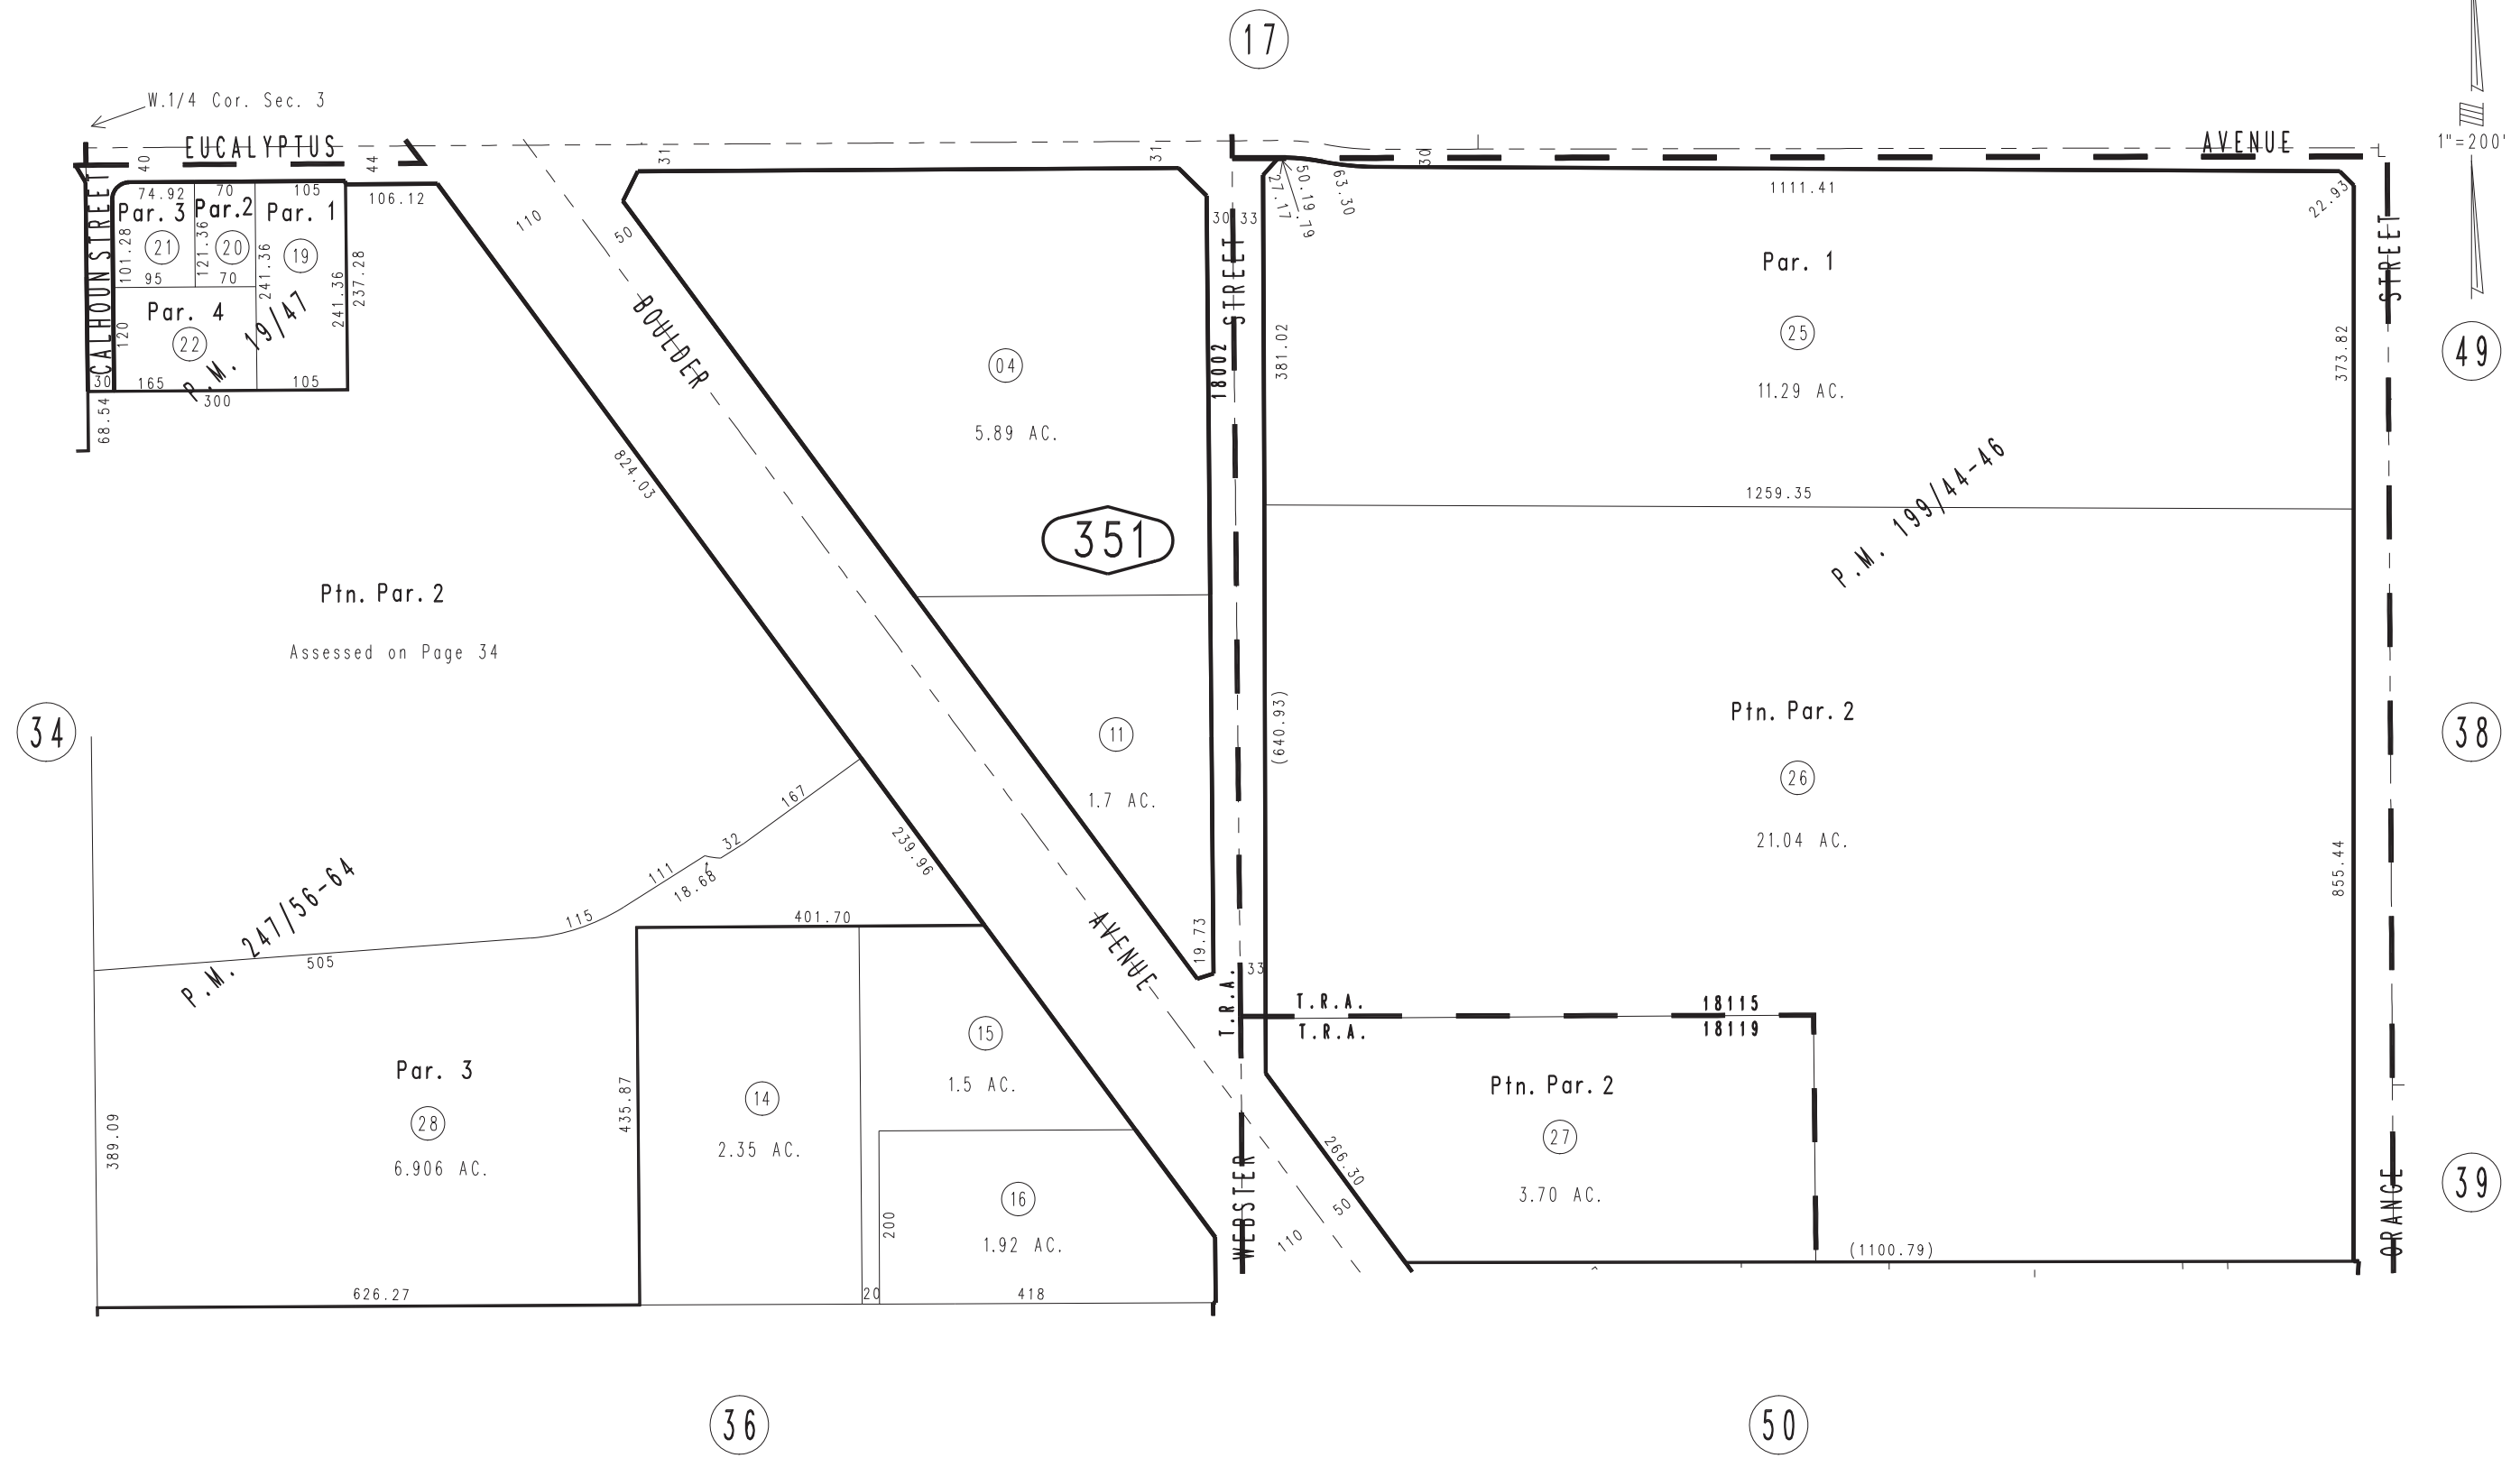 17
W.1/4 Cor. Sec. 3
EUCALYPTUS
AVENUE
1"=200'
40
44
31
31
30
74.92
70
105
106.12
Par. 3
Par.2
Par. 1
21
20
19
101.28
121.36
241.36
241.36
237.28
95
70
Par. 4
22
120
P.M. 19/47
30
165
105
300
68.54
CALHOUN STREET
110
50
BOULDER
AVENUE
824.03
239.96
04
5.89 AC.
351
11
1.7 AC.
19.73
30
33
STREET
18002
27.17
50.19
.79
63.30
1111.41
22.93
Par. 1
25
11.29 AC.
381.02
373.82
1259.35
P.M. 199/44-46
STREET
49
Ptn. Par. 2
Assessed on Page 34
34
(640.93)
Ptn. Par. 2
26
21.04 AC.
855.44
38
167
32
18.68
111
115
505
P.M. 247/56-64
401.70
33
T.R.A.
T.R.A.
18115
T.R.A.
18119
Par. 3
28
6.906 AC.
389.09
435.87
626.27
14
2.35 AC.
15
1.5 AC.
16
1.92 AC.
200
20
418
WEBSTER
266.30
50
110
Ptn. Par. 2
27
3.70 AC.
(1100.79)
ORANGE
39
36
50